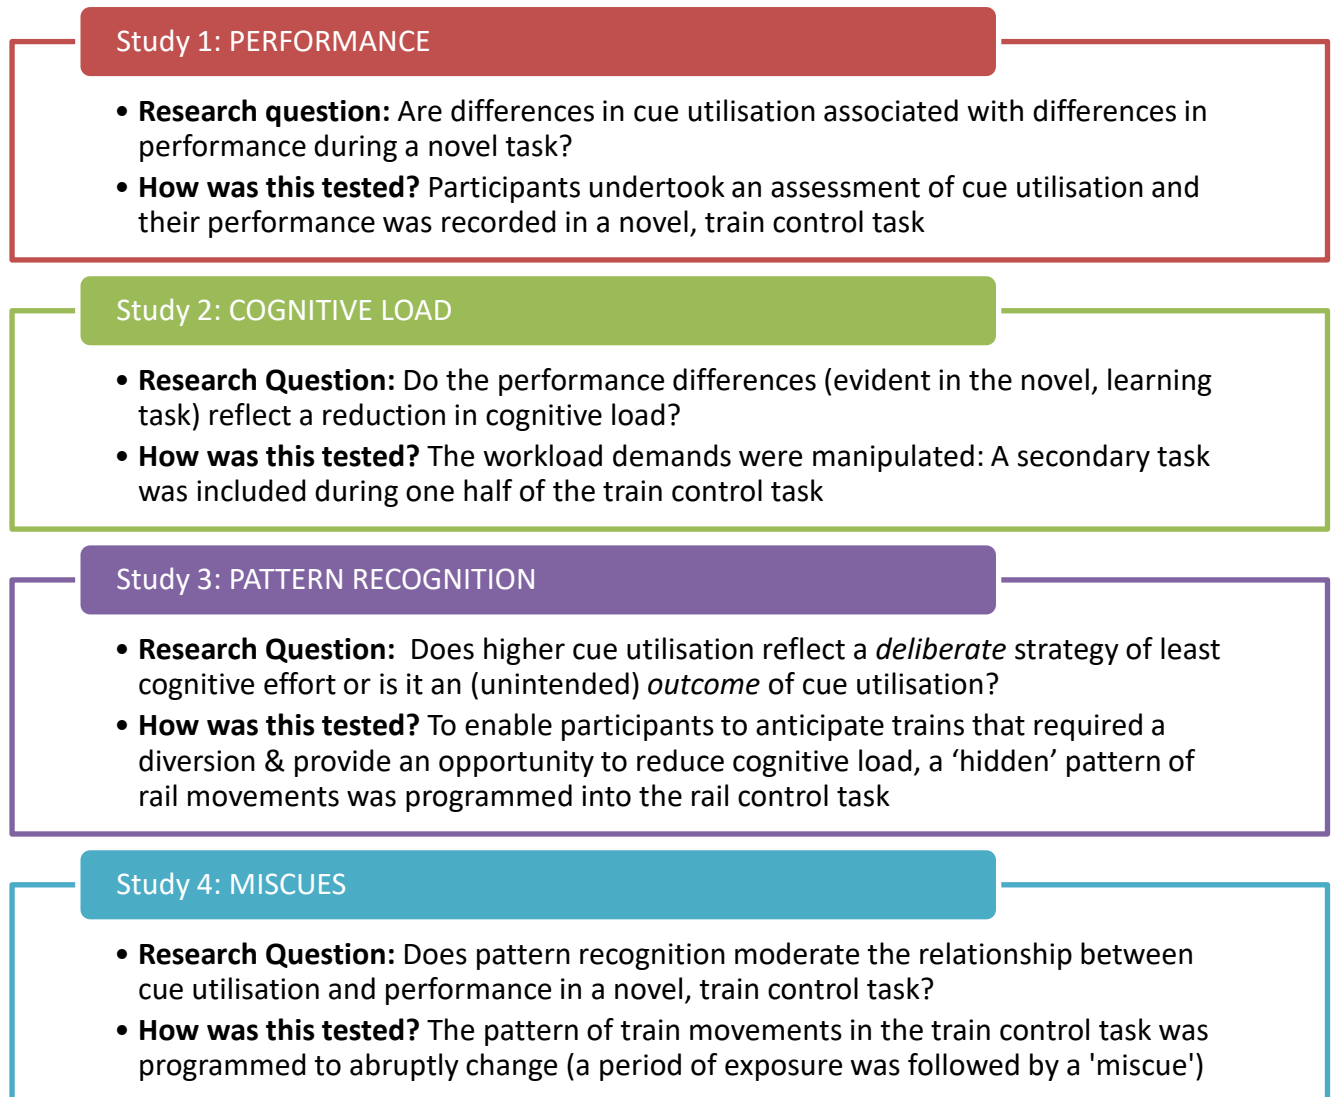 Study 1: PERFORMANCE
• Research question: Are differences in cue utilisation associated with differences in
performance during a novel task?
• How was this tested? Participants undertook an assessment of cue utilisation and
their performance was recorded in a novel, train control task
Study 2: COGNITIVE LOAD
• Research Question: Do the performance differences (evident in the novel, learning
task) reflect a reduction in cognitive load?
• How was this tested? The workload demands were manipulated: A secondary task
was included during one half of the train control task
Study 3: PATTERN RECOGNITION
• Research Question: Does higher cue utilisation reflect a deliberate strategy of least
cognitive effort or is it an (unintended) outcome of cue utilisation?
• How was this tested? To enable participants to anticipate trains that required a
diversion & provide an opportunity to reduce cognitive load, a ‘hidden’ pattern of
rail movements was programmed into the rail control task
Study 4: MISCUES
• Research Question: Does pattern recognition moderate the relationship between
cue utilisation and performance in a novel, train control task?
• How was this tested? The pattern of train movements in the train control task was
programmed to abruptly change (a period of exposure was followed by a 'miscue')